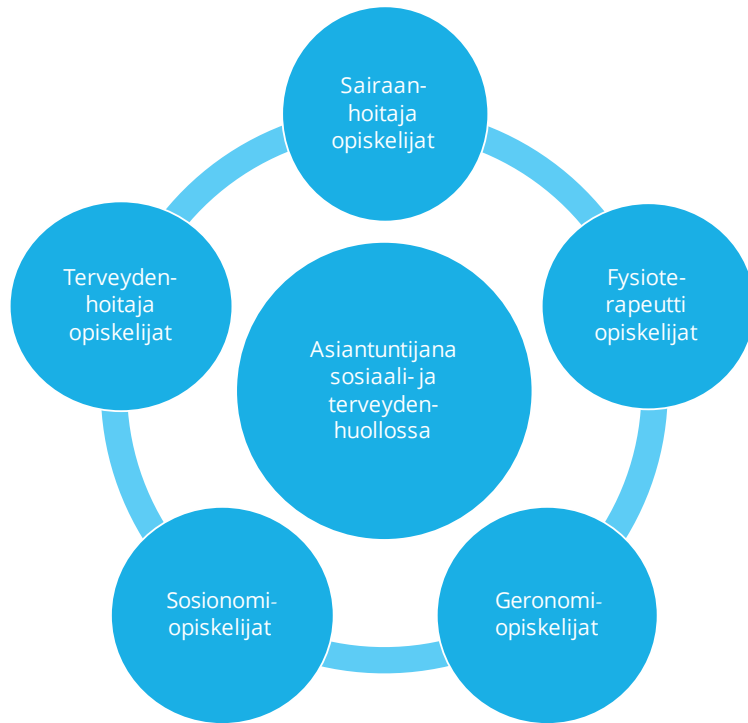 Sairaan-
hoitaja
opiskelijat
Terveyden-
hoitaja
opiskelijat
Fysiote-
rapeutti
opiskelijat
Asiantuntijana
sosiaali- ja
terveyden-
huollossa
Sosionomi-
opiskelijat
Geronomi-
opiskelijat